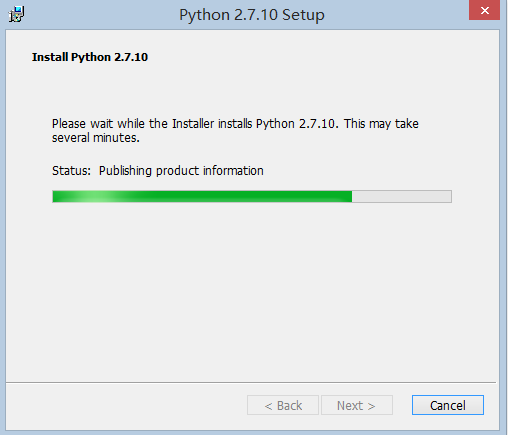 Python 2.7.10 Setup
Install Python 2.7.10
Please wait while the Installer installs Python 2.7.10. This may take
several minutes.
Status: Publishing product information
< Back Next > Cancel